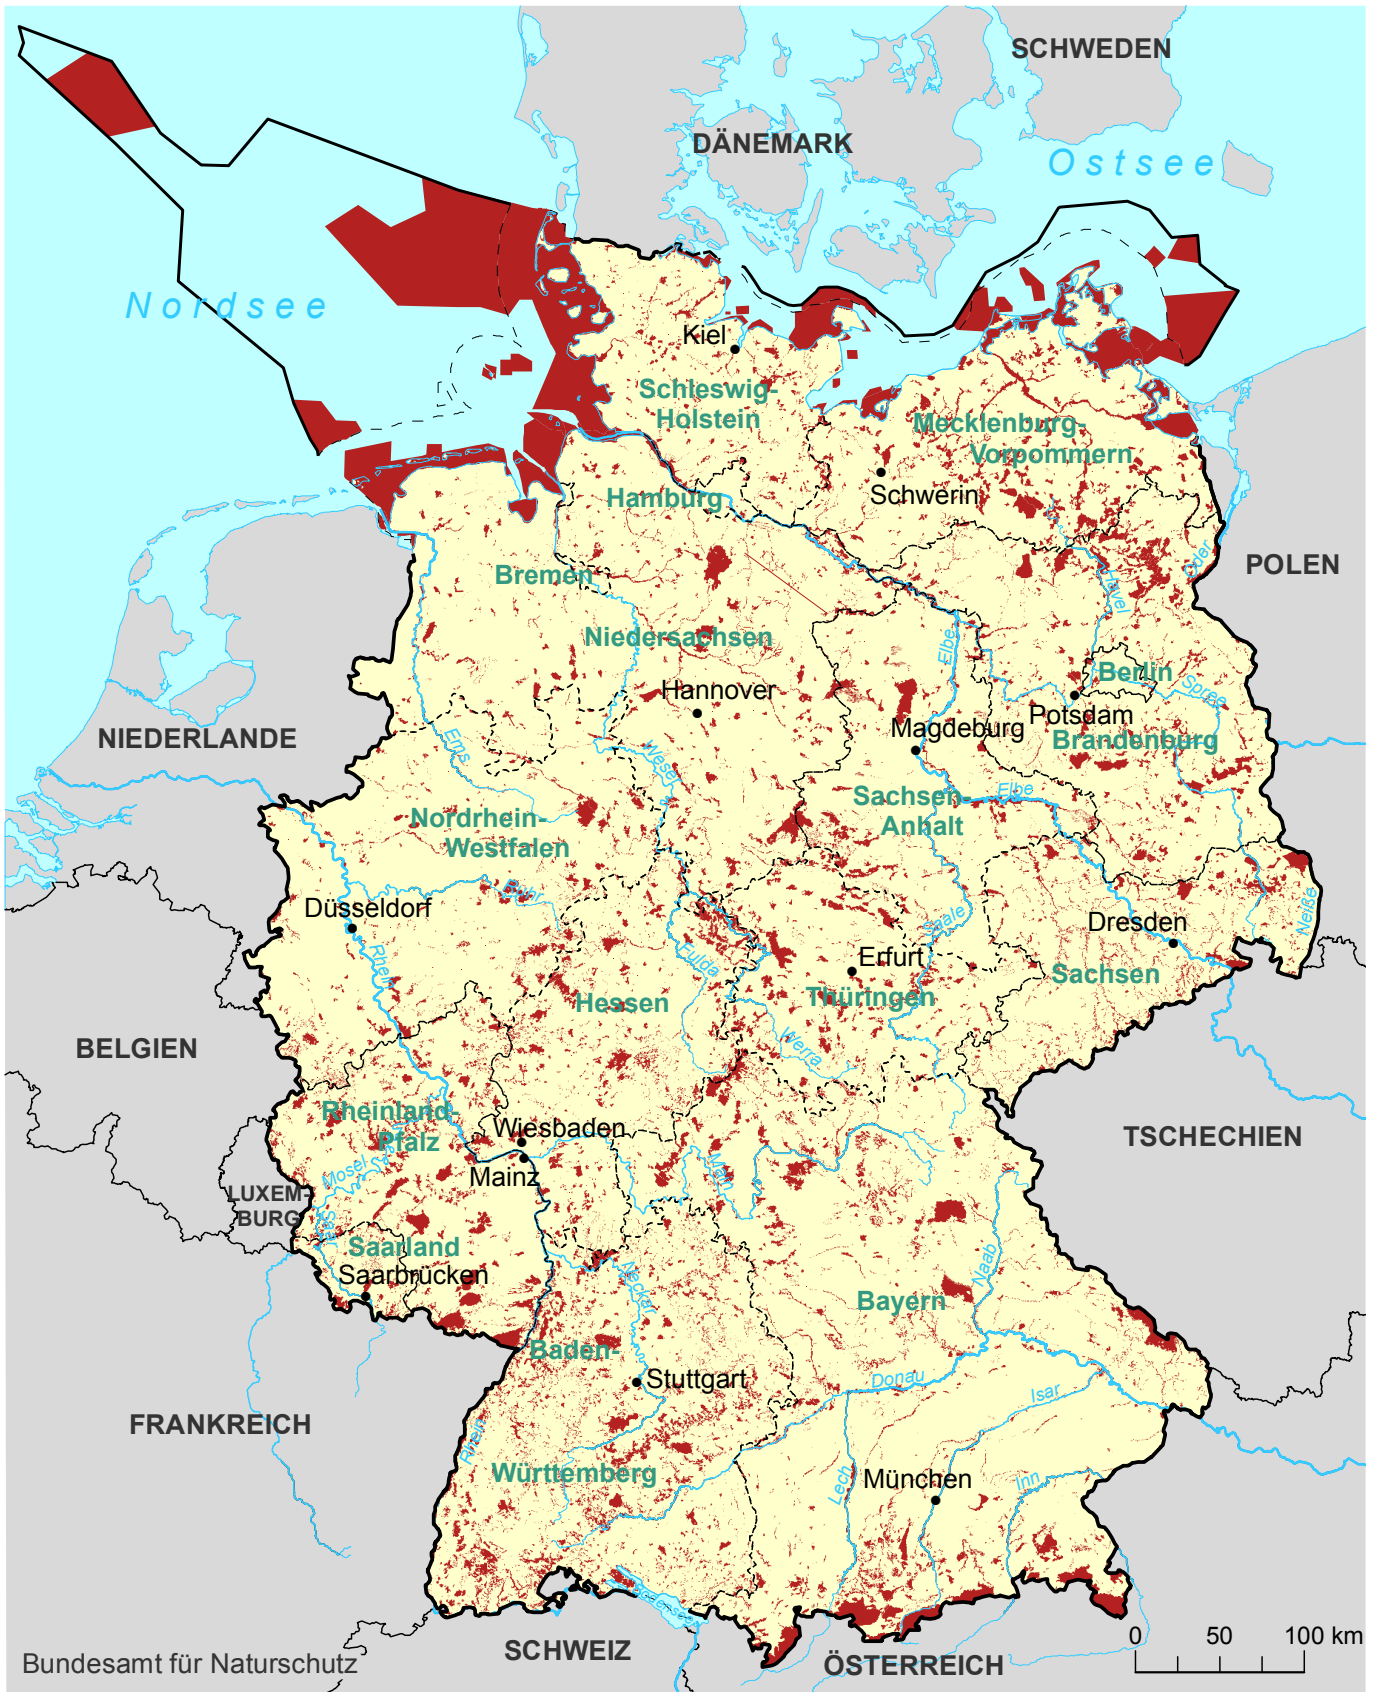 SCHWEDEN
DÄNEMARK
Ostsee
Nordsee
Kiel
Schleswig-
Holstein
Mecklenburg-
Vorpommern
Schwerin
Hamburg
Oder
POLEN
Bremen
Havel
Niedersachsen
Elbe
Berlin
Spree
Hannover
Potsdam
NIEDERLANDE
Ems
Weser
Magdeburg
Brandenburg
Elbe
Sachsen-
Anhalt
Nordrhein-
Westfalen
Ruhr
Neiße
Düsseldorf
Saale
Dresden
Rhein
Fulda
Erfurt
Sachsen
Thüringen
Hessen
BELGIEN
Werra
Rheinland-
Pfalz
Wiesbaden
TSCHECHIEN
Mosel
Main
Mainz
LUXEM-
BURG
Saar
Saarland
Saarbrücken
Neckar
Naab
Bayern
Baden-
Stuttgart
Donau
Isar
FRANKREICH
Rhein
Württemberg
Lech
München
Inn
Bodensee
0 50 100 km
SCHWEIZ
ÖSTERREICH
Bundesamt für Naturschutz